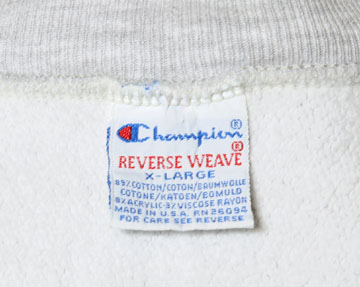 Champion®
REVERSE WEAVE®
X-LARGE
89% COTTON/COTON/BAUMWOLLE
COTONE/KATOEN/BOMULD
8% ACRYLIC-3% VISCOSE RAYON
MADE IN U.S.A. RN 26094
FOR CARE SEE REVERSE